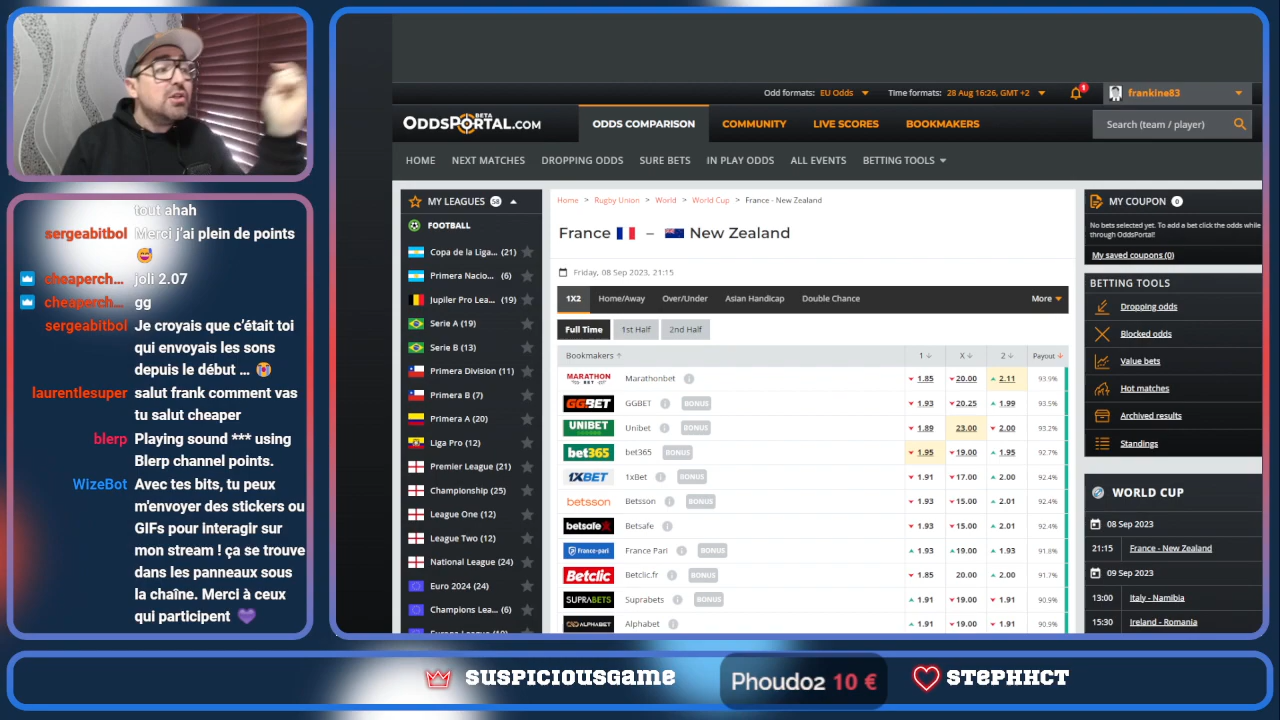 tout ahah
sergeabitbol Merci j'ai plein de points
cheaperch... joli 2.07
cheaperch... gg
sergeabitbol Je croyais que c'était toi
qui envoyais les sons
depuis le début ...
laurentlesuper salut frank comment vas
tu salut cheaper
blerp Playing sound *** using
Blerp channel points.
WizeBot Avec tes bits, tu peux
m'envoyer des stickers ou
GIFs pour interagir sur
mon stream ! ça se trouve
dans les panneaux sous
la chaîne. Merci à ceux
qui participent
Odd formats: EU Odds Time formats: 28 Aug 16:26, GMT +2 1 frankine83
BETA
ODDSPORTAL.COM ODDS COMPARISON COMMUNITY LIVE SCORES BOOKMAKERS Search (team / player)
HOME NEXT MATCHES DROPPING ODDS SURE BETS IN PLAY ODDS ALL EVENTS BETTING TOOLS
MY LEAGUES 58
FOOTBALL
Copa de la Liga... (21)
Primera Nacio... (6)
Jupiler Pro Lea... (19)
Serie A (19)
Serie B (13)
Primera Division (11)
Primera B (7)
Primera A (20)
Liga Pro (12)
Premier League (21)
Championship (25)
League One (12)
League Two (12)
National League (24)
Euro 2024 (24)
Champions Lea... (6)
Home > Rugby Union > World > World Cup > France - New Zealand
France – New Zealand
Friday, 08 Sep 2023, 21:15
1X2 Home/Away Over/Under Asian Handicap Double Chance More
Full Time 1st Half 2nd Half
Bookmakers 1 X 2 Payout
MARATHON BET Marathonbet 1.85 20.00 2.11 93.9%
GG.BET GGBET BONUS 1.93 20.25 1.99 93.5%
UNIBET Unibet BONUS 1.89 23.00 2.00 93.2%
bet365 bet365 BONUS 1.95 19.00 1.95 92.7%
1XBET 1xBet BONUS 1.91 17.00 2.00 92.4%
betsson Betsson BONUS 1.93 15.00 2.01 92.4%
betsafe Betsafe 1.93 15.00 2.01 92.4%
France-pari France Pari BONUS 1.93 19.00 1.93 91.8%
Betclic Betclic.fr BONUS 1.85 20.00 2.00 91.7%
SUPRABETS Suprabets BONUS 1.91 19.00 1.91 90.9%
ALPHABET Alphabet 1.91 19.00 1.91 90.9%
MY COUPON 0
No bets selected yet. To add a bet click the odds while
through OddsPortal!
My saved coupons (0)
BETTING TOOLS
Dropping odds
Blocked odds
Value bets
Hot matches
Archived results
Standings
WORLD CUP
08 Sep 2023
21:15 France - New Zealand
09 Sep 2023
13:00 Italy - Namibia
15:30 Ireland - Romania
SUSPICIOUSGAME Phoudo2 10 € STEPHHCT